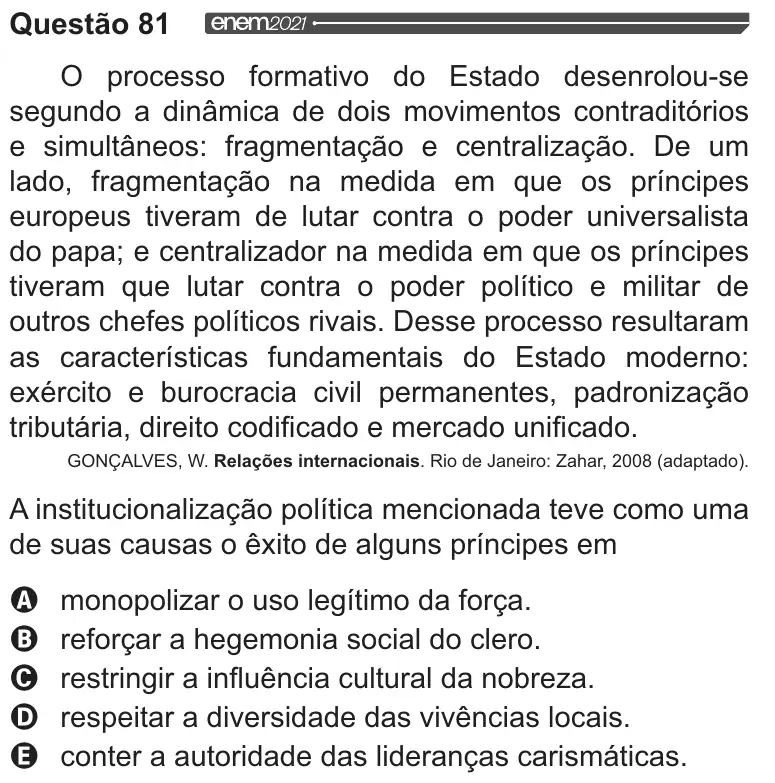 Questão 81 enem2021
O processo formativo do Estado desenrolou-se
segundo a dinâmica de dois movimentos contraditórios
e simultâneos: fragmentação e centralização. De um
lado, fragmentação na medida em que os príncipes
europeus tiveram de lutar contra o poder universalista
do papa; e centralizador na medida em que os príncipes
tiveram que lutar contra o poder político e militar de
outros chefes políticos rivais. Desse processo resultaram
as características fundamentais do Estado moderno:
exército e burocracia civil permanentes, padronização
tributária, direito codificado e mercado unificado.
GONÇALVES, W. Relações internacionais. Rio de Janeiro: Zahar, 2008 (adaptado).
A institucionalização política mencionada teve como uma
de suas causas o êxito de alguns príncipes em
A monopolizar o uso legítimo da força.
B reforçar a hegemonia social do clero.
C restringir a influência cultural da nobreza.
D respeitar a diversidade das vivências locais.
E conter a autoridade das lideranças carismáticas.